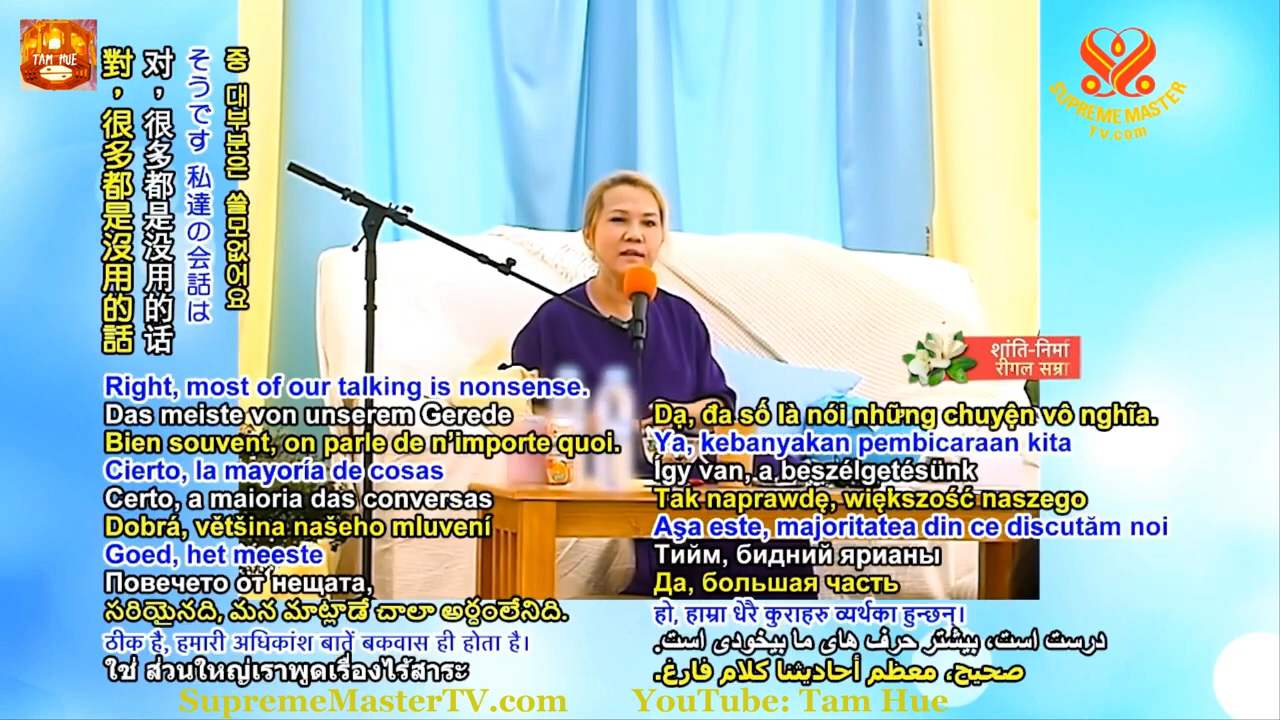 TAM HUE
對，很多都是沒用的話
对，很多都是没用的话
そうです 私達の会話は
중 대부분은 쓸모없어요
SUPREME MASTER
TV.com
शांति-निर्मा
रीगल सम्रा
Right, most of our talking is nonsense.
Das meiste von unserem Gerede
Bien souvent, on parle de n’importe quoi.
Cierto, la mayoría de cosas
Certo, a maioria das conversas
Dobrá, většina našeho mluvení
Goed, het meeste
Повечето от нещата,
సరియైనది, మన మాట్లాడే చాలా అర్థంలేనిది.
ठीक है, हमारी अधिकांश बातें बकवास ही होता है।
ใช่ ส่วนใหญ่เราพูดเรื่องไร้สาระ
Dạ, đa số là nói những chuyện vô nghĩa.
Ya, kebanyakan pembicaraan kita
Így van, a beszélgetésünk
Tak naprawdę, większość naszego
Aşa este, majoritatea din ce discutăm noi
Тийм, бидний ярианы
Да, большая часть
हो, हाम्रा धेरै कुराहरु व्यर्थका हुन्छन्।
درست است، بیشتر حرف های ما بیخودی است.
صحيح، معظم أحاديثنا كلام فارغ.
SupremeMasterTV.com
YouTube: Tam Hue